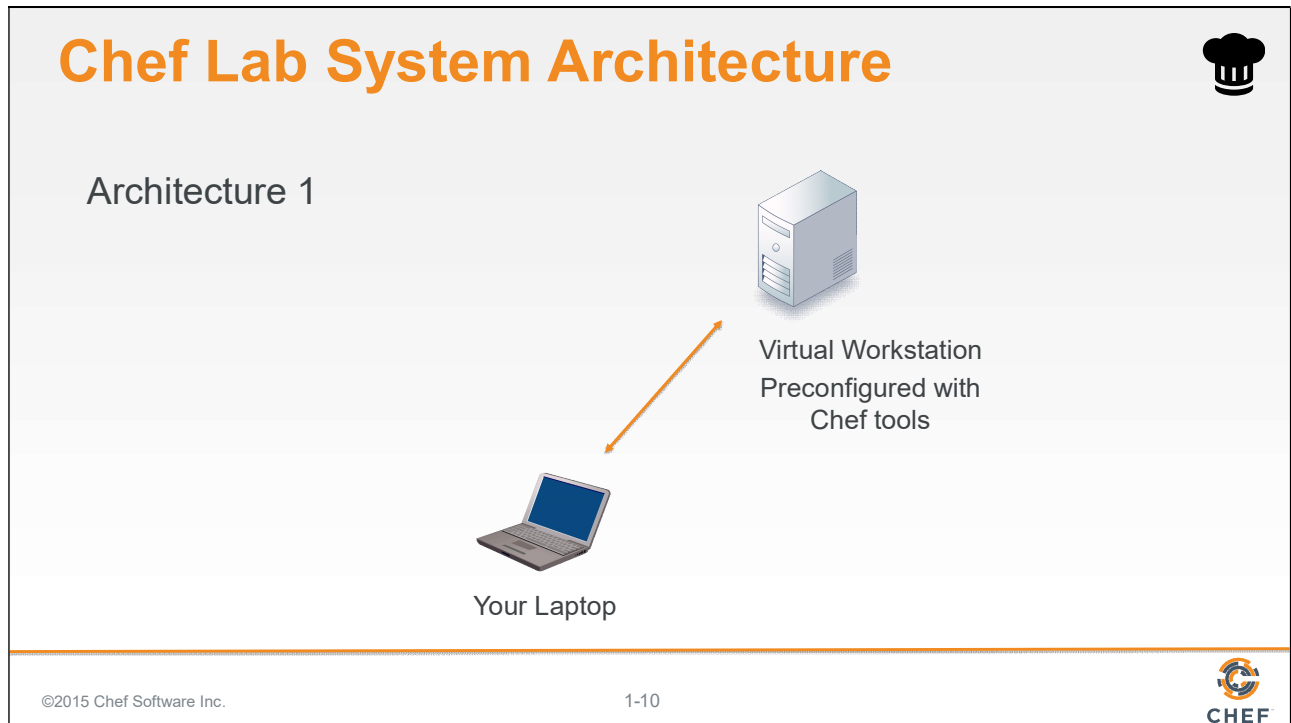 Chef Lab System Architecture
Architecture 1
Virtual Workstation
Preconfigured with
Chef tools
Your Laptop
©2015 Chef Software Inc.
1-10
CHEF